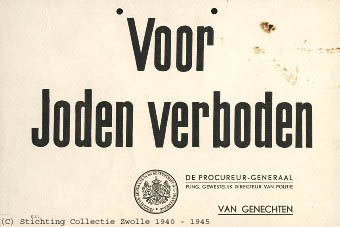 Voor
Joden verboden
DE PROCUREUR-GENERAAL
FUNG. GEWESTELIJK DIRECTEUR VAN POLITIE
VAN GENECHTEN
(C) Stichting Collectie Zwolle 1940 - 1945